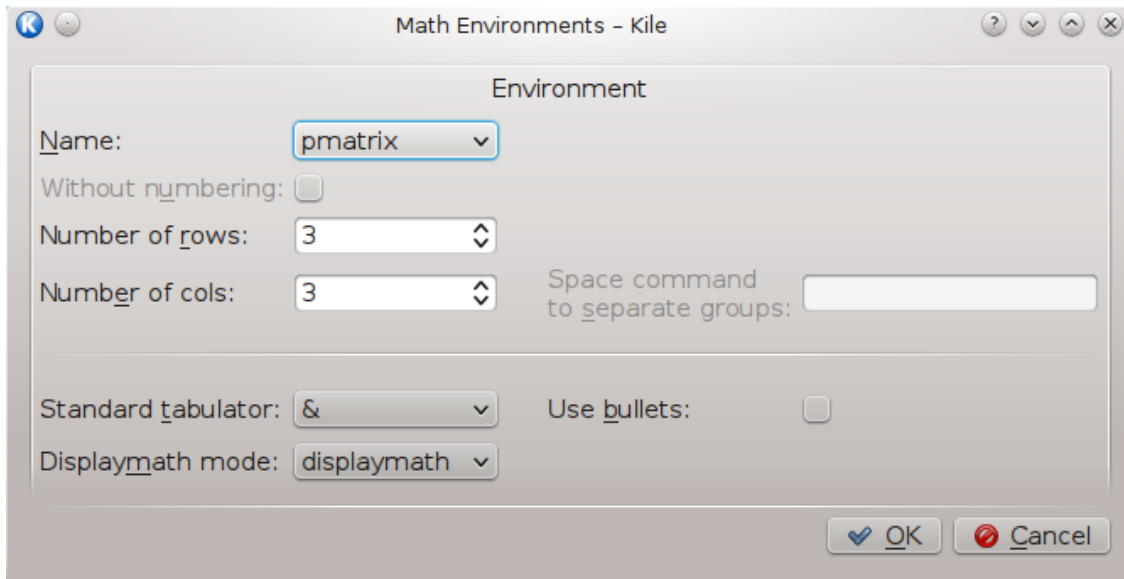 Math Environments – Kile
Environment
Name: pmatrix
Without numbering:
Number of rows: 3
Number of cols: 3
Space command
to separate groups:
Standard tabulator: & Use bullets:
Displaymath mode: displaymath
OK Cancel